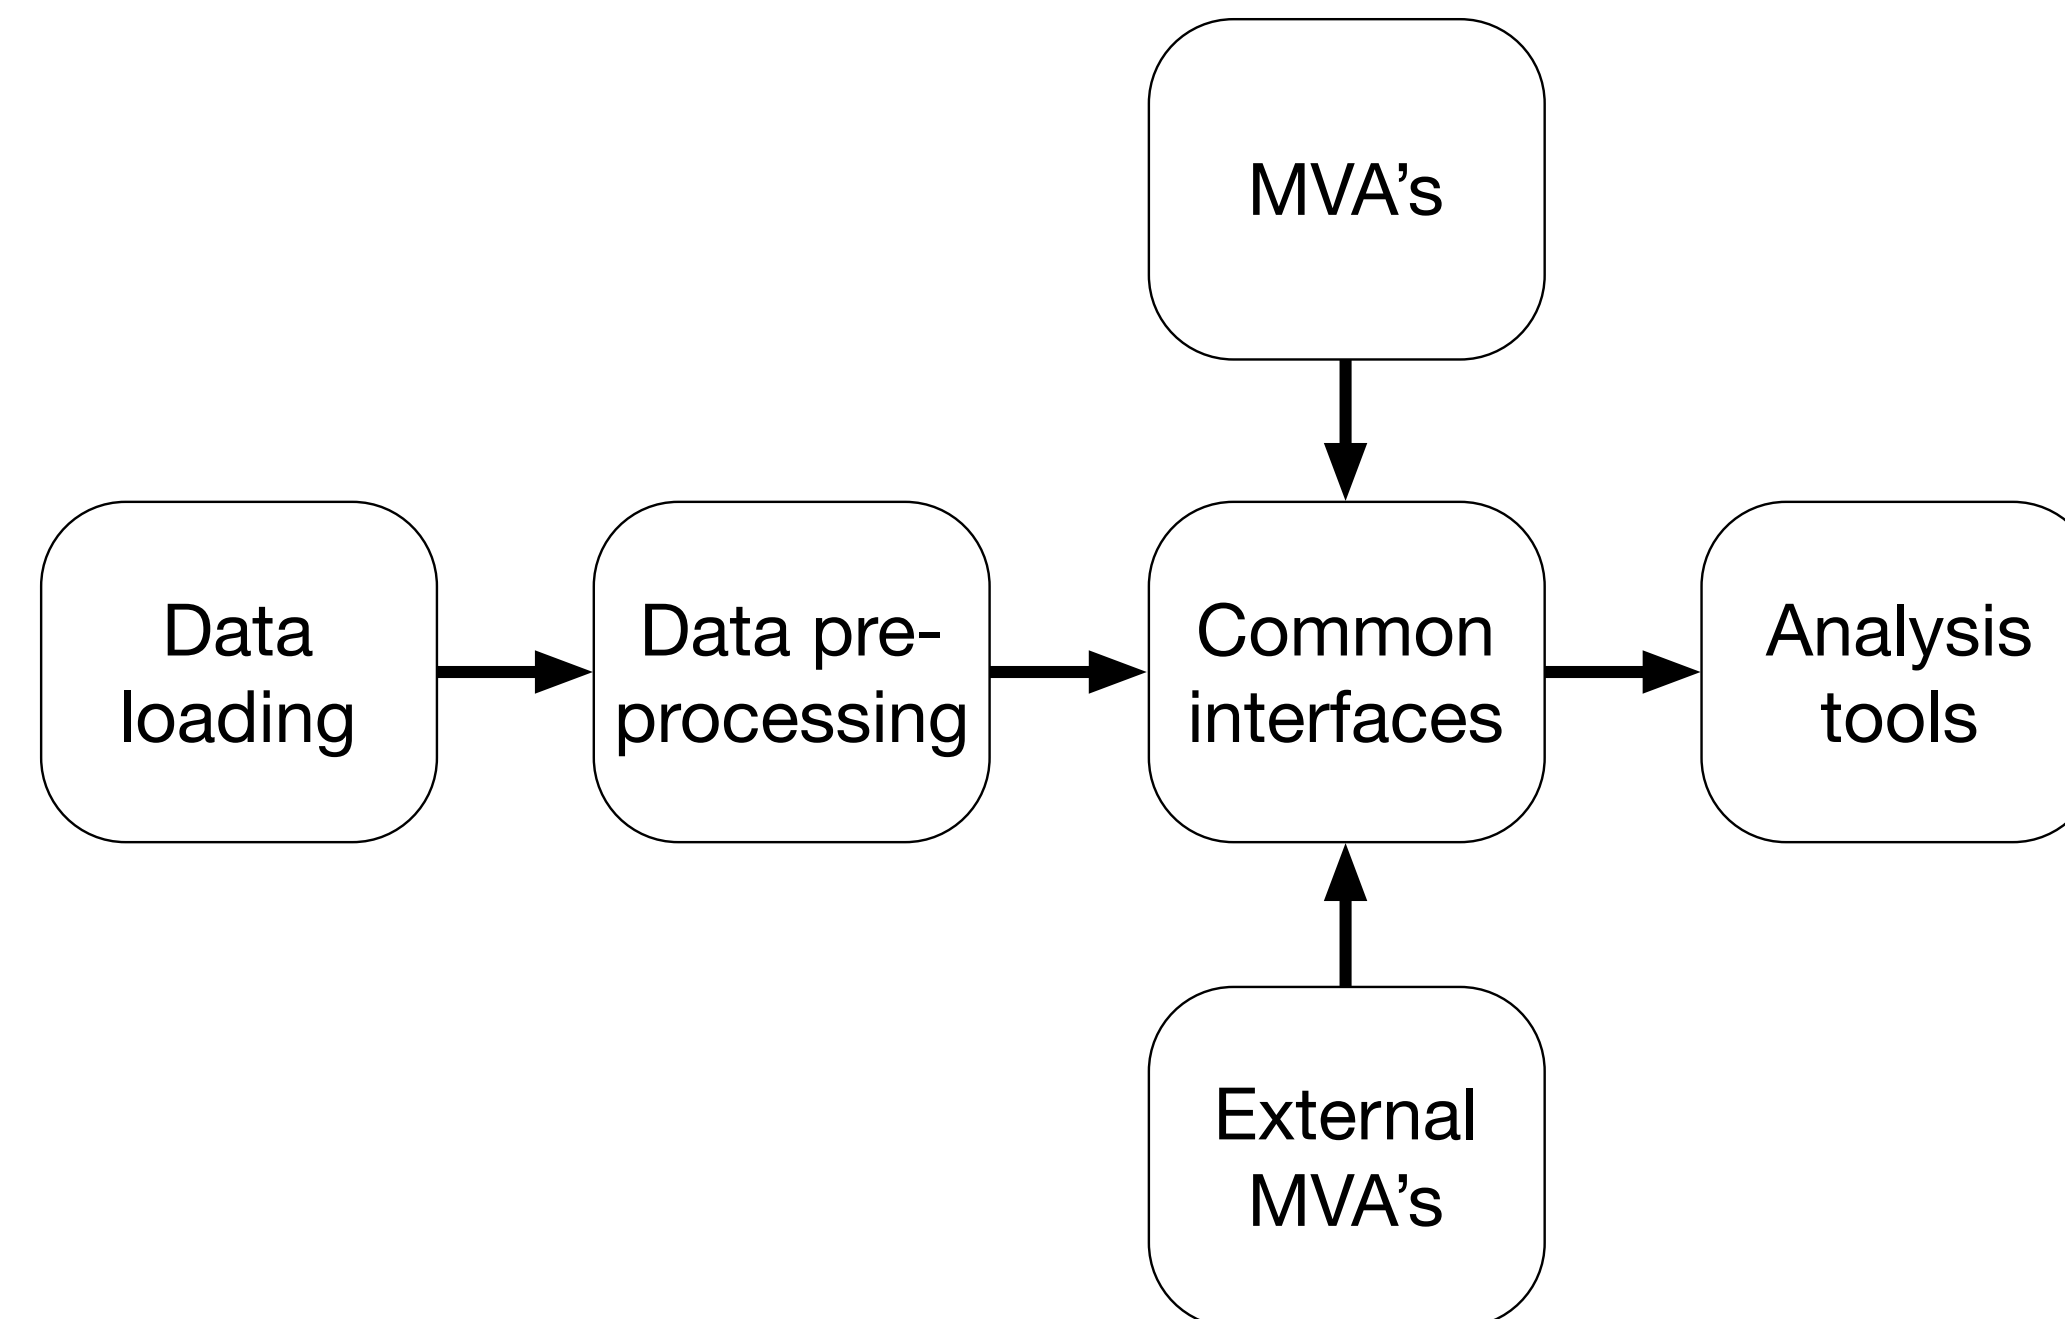 MVA’s
Data
loading
Data pre-
processing
Common
interfaces
Analysis
tools
External
MVA’s